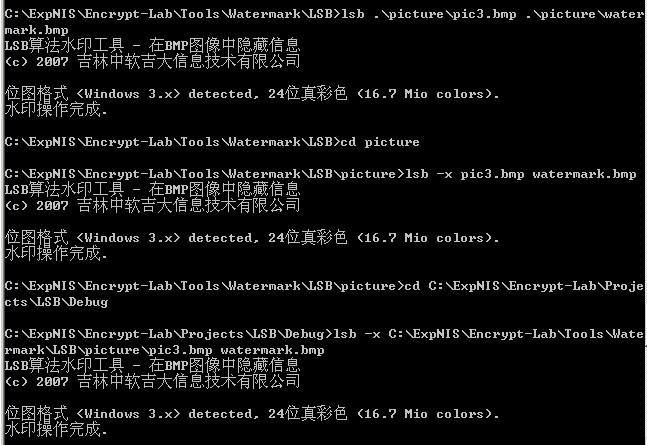 C:\ExpNIS\Encrypt-Lab\Tools\Watermark\LSB>lsb .\picture\pic3.bmp .\picture\water
mark.bmp
LSB算法水印工具 - 在BMP图像中隐藏信息
(c) 2007 吉林中软吉大信息技术有限公司
位图格式 <Windows 3.x> detected, 24位真彩色 (16.7 Mio colors).
水印操作完成.
C:\ExpNIS\Encrypt-Lab\Tools\Watermark\LSB>cd picture
C:\ExpNIS\Encrypt-Lab\Tools\Watermark\LSB\picture>lsb -x pic3.bmp watermark.bmp
LSB算法水印工具 - 在BMP图像中隐藏信息
(c) 2007 吉林中软吉大信息技术有限公司
位图格式 <Windows 3.x> detected, 24位真彩色 (16.7 Mio colors).
水印操作完成.
C:\ExpNIS\Encrypt-Lab\Tools\Watermark\LSB\picture>cd C:\ExpNIS\Encrypt-Lab\Proje
cts\LSB\Debug
C:\ExpNIS\Encrypt-Lab\Projects\LSB\Debug>lsb -x C:\ExpNIS\Encrypt-Lab\Tools\Wate
rmark\LSB\picture\pic3.bmp watermark.bmp
LSB算法水印工具 - 在BMP图像中隐藏信息
(c) 2007 吉林中软吉大信息技术有限公司
位图格式 <Windows 3.x> detected, 24位真彩色 (16.7 Mio colors).
水印操作完成.